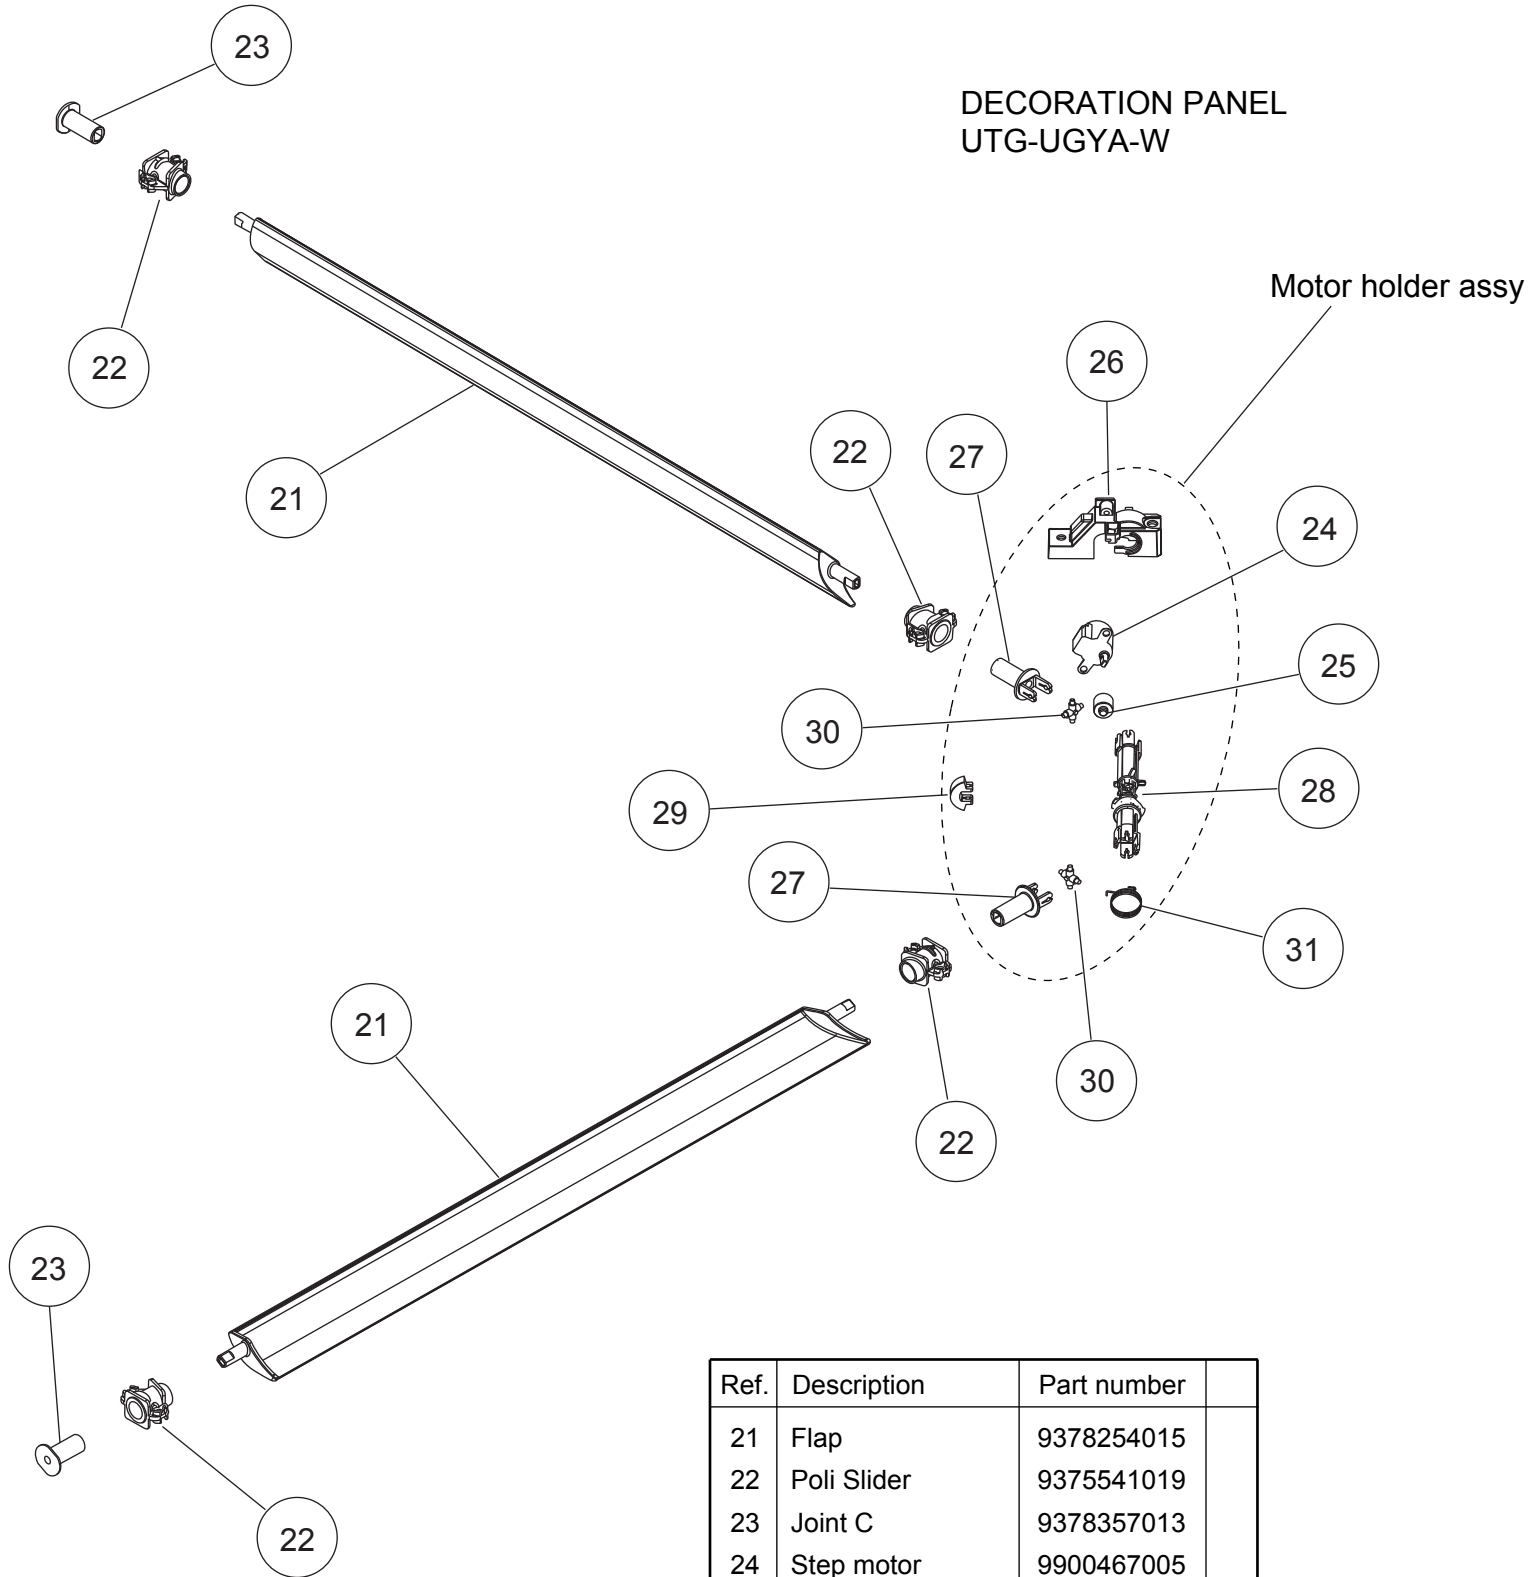 23
DECORATION PANEL
UTG-UGYA-W
Motor holder assy
22
26
22
27
21
24
25
30
28
29
27
31
21
30
22
23
Ref. Description Part number
21 Flap 9378254015
22 Poli Slider 9375541019
23 Joint C 9378357013
24 Step motor 9900467005
22